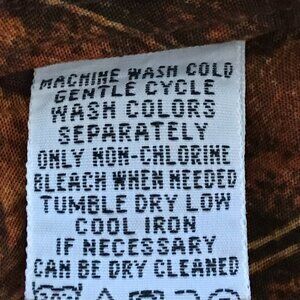 MACHINE WASH COLD
GENTLE CYCLE
WASH COLORS
SEPARATELY
ONLY NON-CHLORINE
BLEACH WHEN NEEDED
TUMBLE DRY LOW
COOL IRON
IF NECESSARY
CAN BE DRY CLEANED